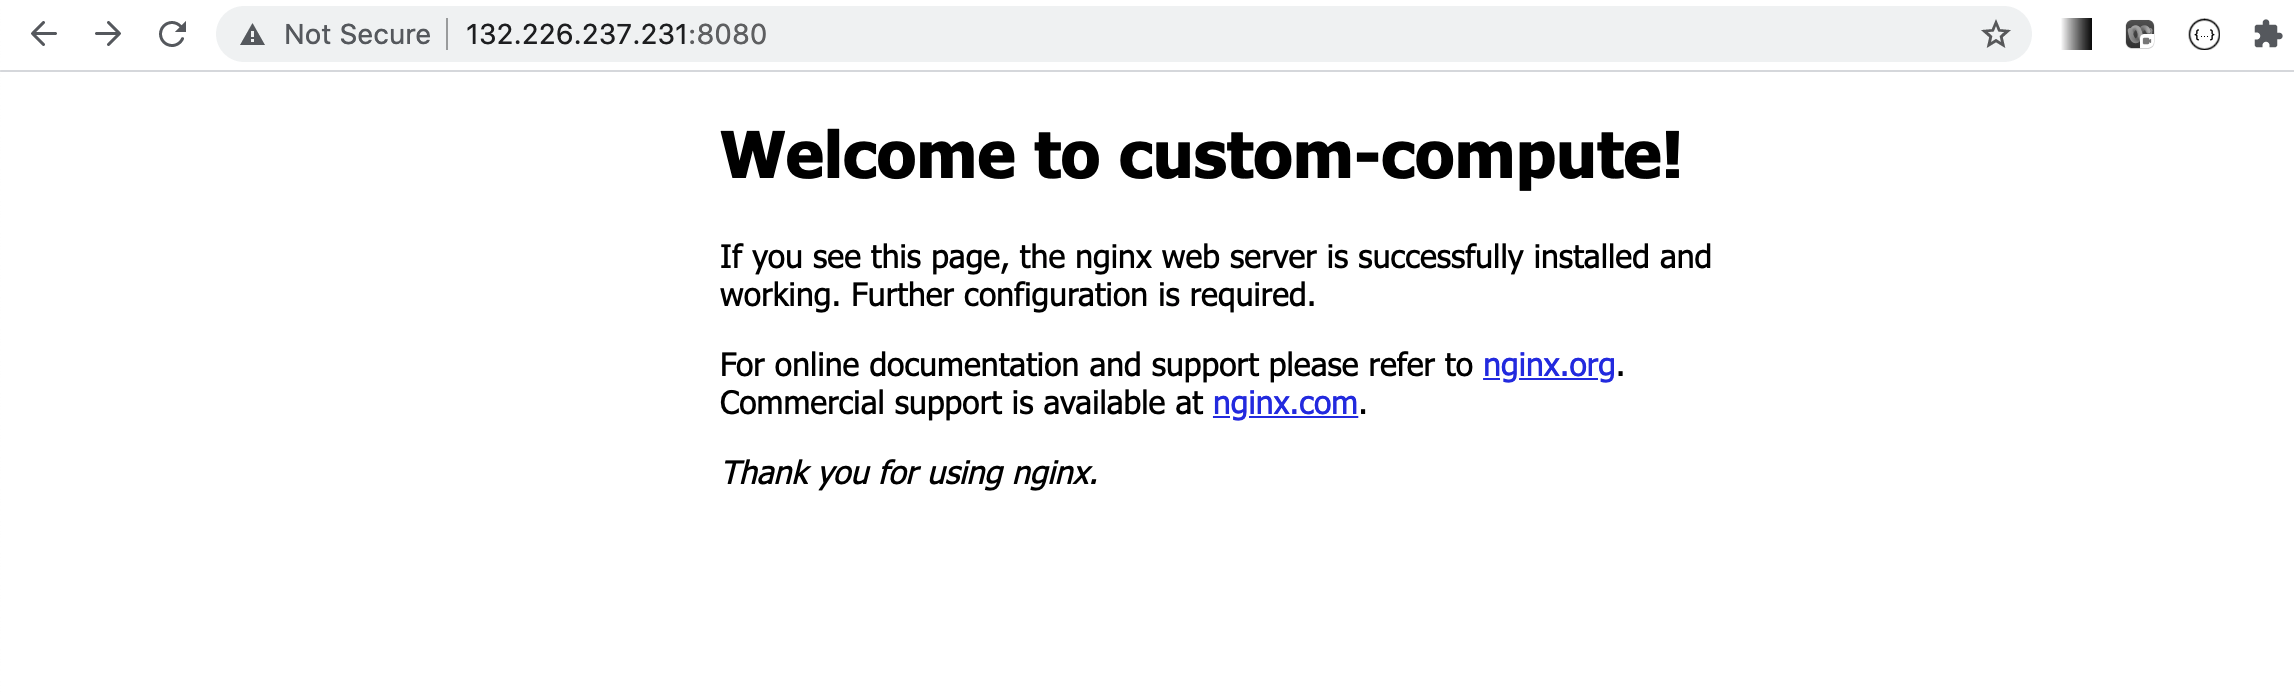 Not Secure 132.226.237.231:8080
Welcome to custom-compute!
If you see this page, the nginx web server is successfully installed and
working. Further configuration is required.
For online documentation and support please refer to nginx.org.
Commercial support is available at nginx.com.
Thank you for using nginx.